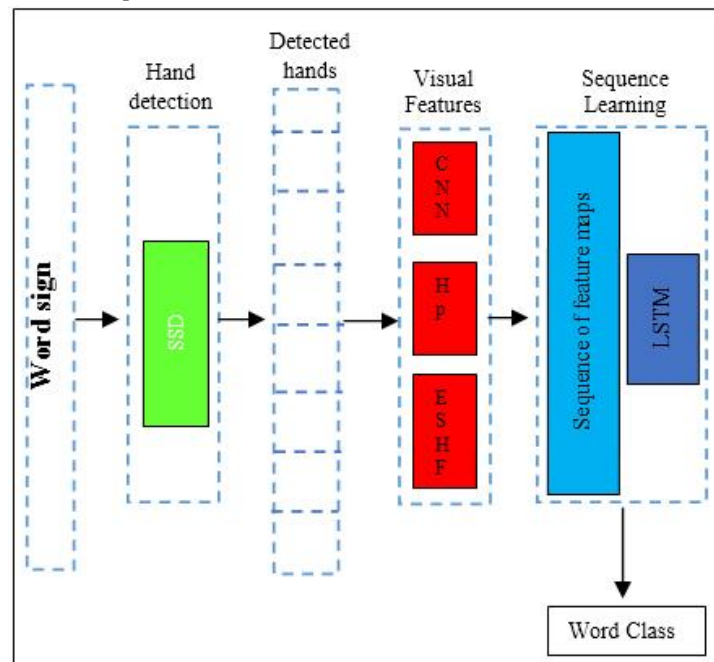 Word sign
Hand
detection
SSD
Detected
hands
Visual
Features
C
N
N
H
p
E
S
H
F
Sequence
Learning
Sequence of feature maps
LSTM
Word Class